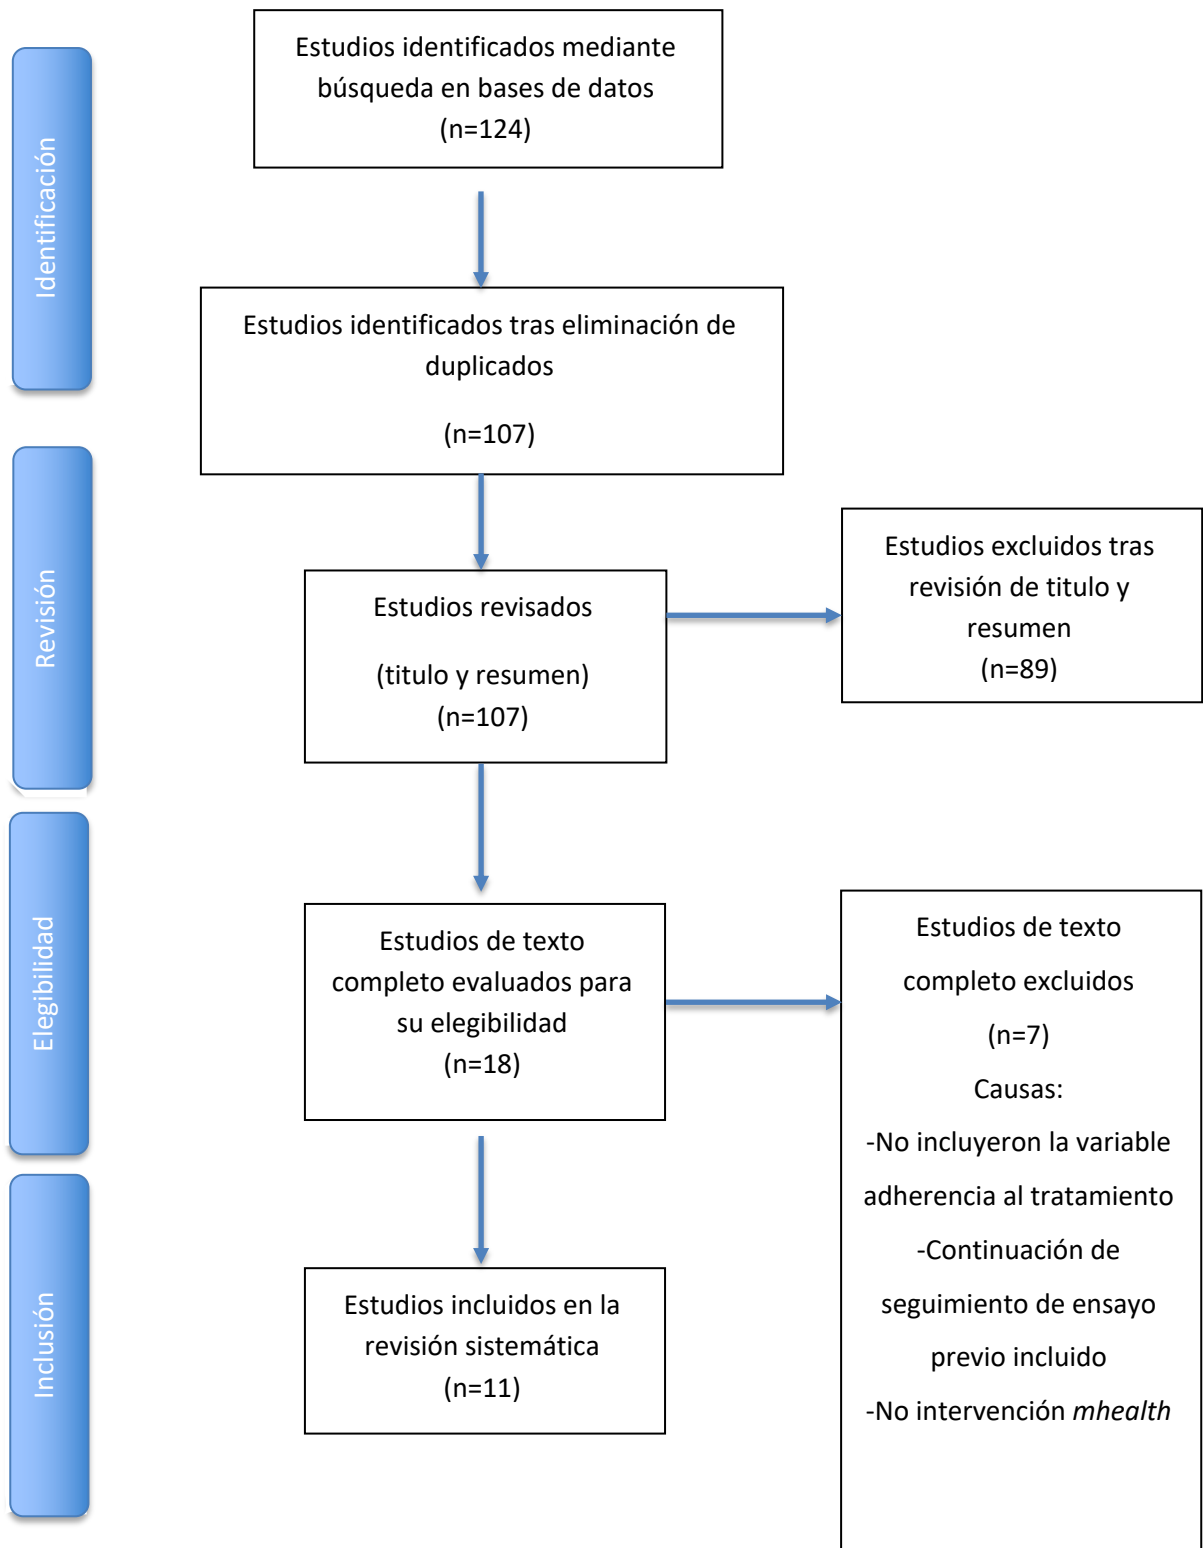 Identificación
Estudios identificados mediante
búsqueda en bases de datos
(n=124)
Estudios identificados tras eliminación de
duplicados
(n=107)
Revisión
Estudios revisados
(titulo y resumen)
(n=107)
Estudios excluidos tras
revisión de titulo y
resumen
(n=89)
Elegibilidad
Estudios de texto
completo evaluados para
su elegibilidad
(n=18)
Estudios de texto
completo excluidos
(n=7)
Causas:
-No incluyeron la variable
adherencia al tratamiento
-Continuación de
seguimiento de ensayo
previo incluido
-No intervención mhealth
Inclusión
Estudios incluidos en la
revisión sistemática
(n=11)